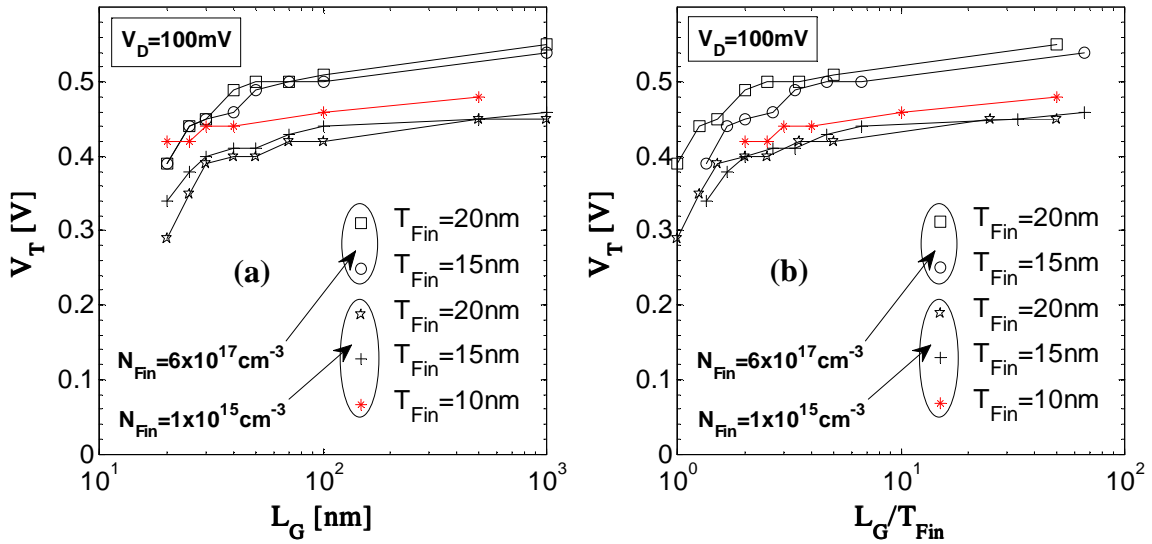 V_D=100mV
V_T [V]
0.5
0.4
0.3
0.2
0.1
0
(a)
T_Fin=20nm
T_Fin=15nm
T_Fin=20nm
T_Fin=15nm
T_Fin=10nm
N_Fin=6x10^17cm^-3
N_Fin=1x10^15cm^-3
10^1
10^2
10^3
L_G [nm]
V_D=100mV
V_T [V]
0.5
0.4
0.3
0.2
0.1
0
(b)
T_Fin=20nm
T_Fin=15nm
T_Fin=20nm
T_Fin=15nm
T_Fin=10nm
N_Fin=6x10^17cm^-3
N_Fin=1x10^15cm^-3
10^0
10^1
10^2
L_G/T_Fin